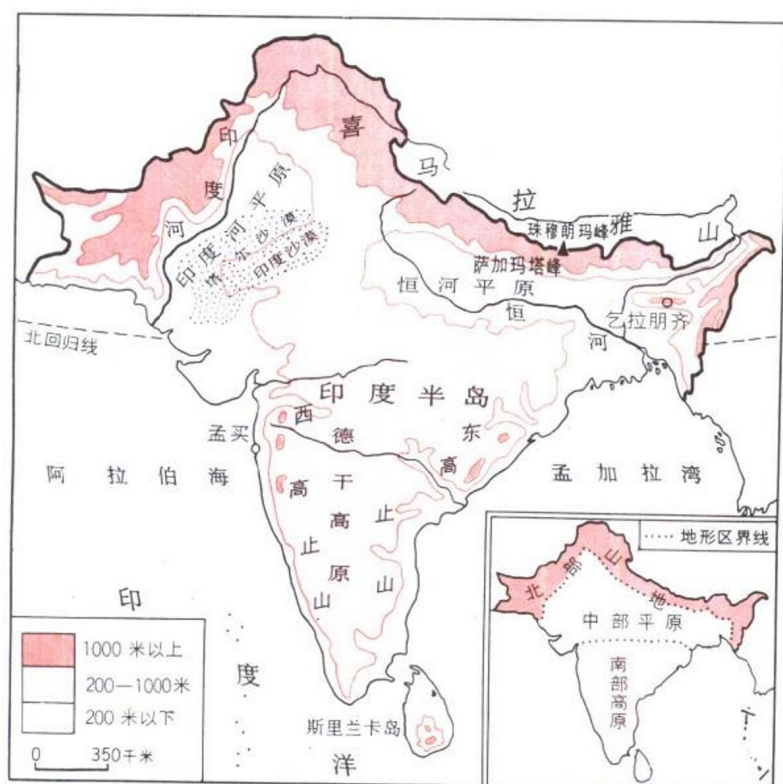 喜马拉雅山
珠穆朗玛峰
萨加玛塔峰
印度河
印度河平原
塔尔沙漠
印度沙漠
恒河平原
恒河
乞拉朋齐
北回归线
印度半岛
孟买
西高止山
德干高原
东高止山
阿拉伯海
孟加拉湾
印度洋
斯里兰卡岛
1000 米以上
200—1000米
200 米以下
0 350千米
地形区界线
北部山地
中部平原
南部高原